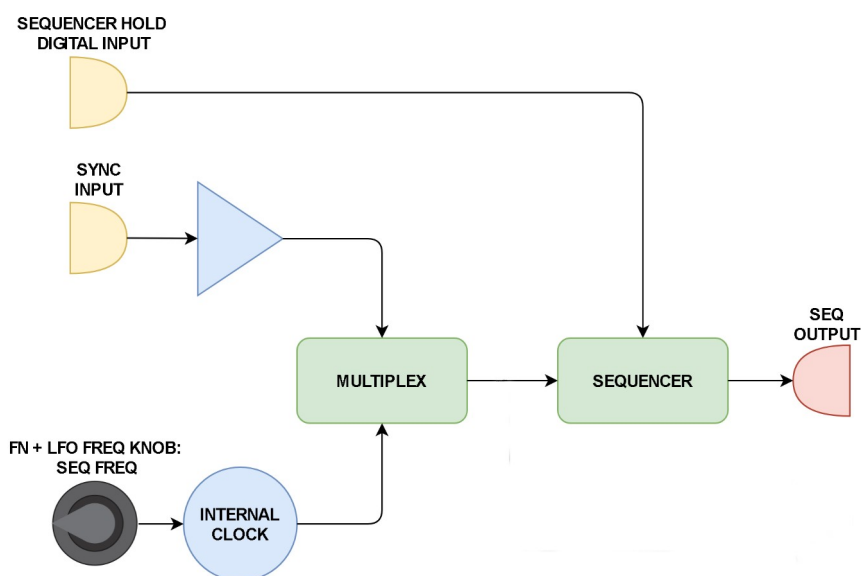 SEQUENCER HOLD
DIGITAL INPUT
SYNC
INPUT
SEQ
OUTPUT
MULTIPLEX
SEQUENCER
FN + LFO FREQ KNOB:
SEQ FREQ
INTERNAL
CLOCK